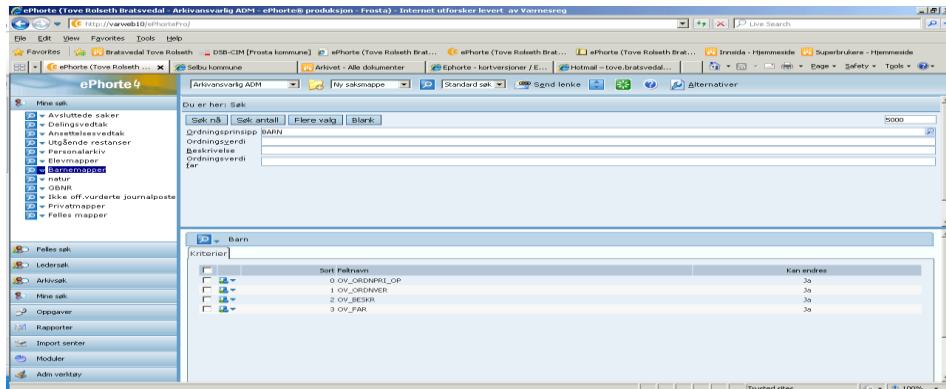 ePhorte (Tove Rolseth Bratsvedal - Arkivansvarlig ADM - ePhorte® produksjon - Frosta) - Internet utforsker levert av Værnesreg
http://varweb10/ePhortePro/
Live Search
File Edit View Favorites Tools Help
Favorites Bratsvedal Tove Rolseth DSB-CIM [Frosta kommune] ePhorte (Tove Rolseth Brat... ePhorte (Tove Rolseth Brat... ePhorte (Tove Rolseth Brat... Innsida - Hjemmeside Superbrukere - Hjemmeside
ePhorte (Tove Rolseth ... Selbu kommune Arkivet - Alle dokumenter Ephorte - kortversjoner / E... Hotmail - tove.bratsvedal... Page Safety Tools
ePhorte4
Arkivansvarlig ADM Ny saksmappe Standard søk Send lenke Alternativer
Mine søk
Avsluttede saker
Delingsvedtak
Ansettelsesvedtak
Utgående restanser
Personalarkiv
Elevmapper
Barnemapper
natur
GBNR
Ikke off.vurderte journalposte
Privatmapper
Felles mapper
Felles søk
Ledersøk
Arkivsøk
Mine søk
Oppgaver
Rapporter
Import senter
Moduler
Adm verktøy
Du er her: Søk
Søk nå Søk antall Flere valg Blank 5000
Ordningsprinsipp BARN
Ordningsverdi
Beskrivelse
Ordningsverdi
far
Barn
Kriterier
Sort Feltnavn Kan endres
0 OV_ORDNPRI_OP Ja
1 OV_ORDNVER Ja
2 OV_BESKR Ja
3 OV_FAR Ja
Trusted sites 100%